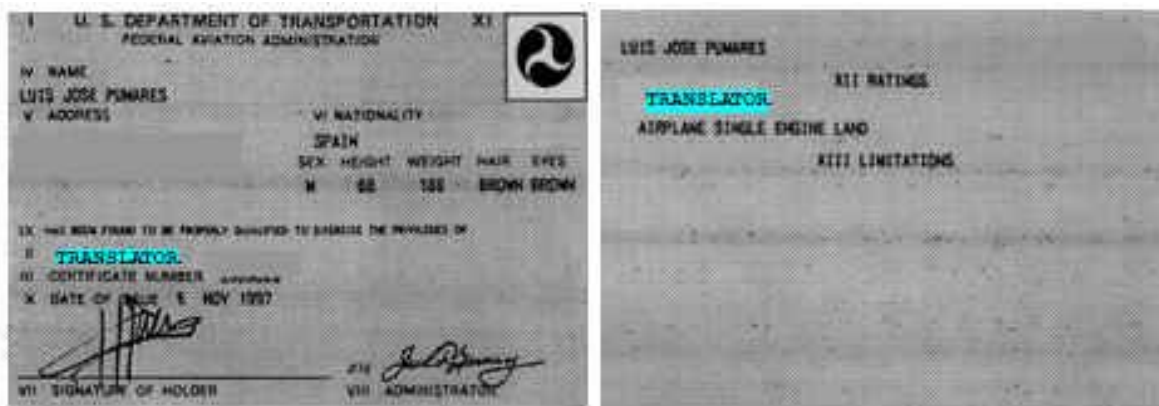 I U. S. DEPARTMENT OF TRANSPORTATION XI
FEDERAL AVIATION ADMINISTRATION
IV NAME
LUIS JOSE PUMARES
V ADDRESS VI NATIONALITY
SPAIN
SEX HEIGHT WEIGHT HAIR EYES
M 68 BROWN BROWN
IX HAS BEEN FOUND TO BE PROPERLY QUALIFIED TO EXERCISE THE PRIVILEGES OF
II TRANSLATOR
III CERTIFICATE NUMBER
X DATE OF ISSUE 5 NOV 1997
VII SIGNATURE OF HOLDER VIII ADMINISTRATOR
LUIS JOSE PUMARES
XII RATINGS
TRANSLATOR
AIRPLANE SINGLE ENGINE LAND
XIII LIMITATIONS